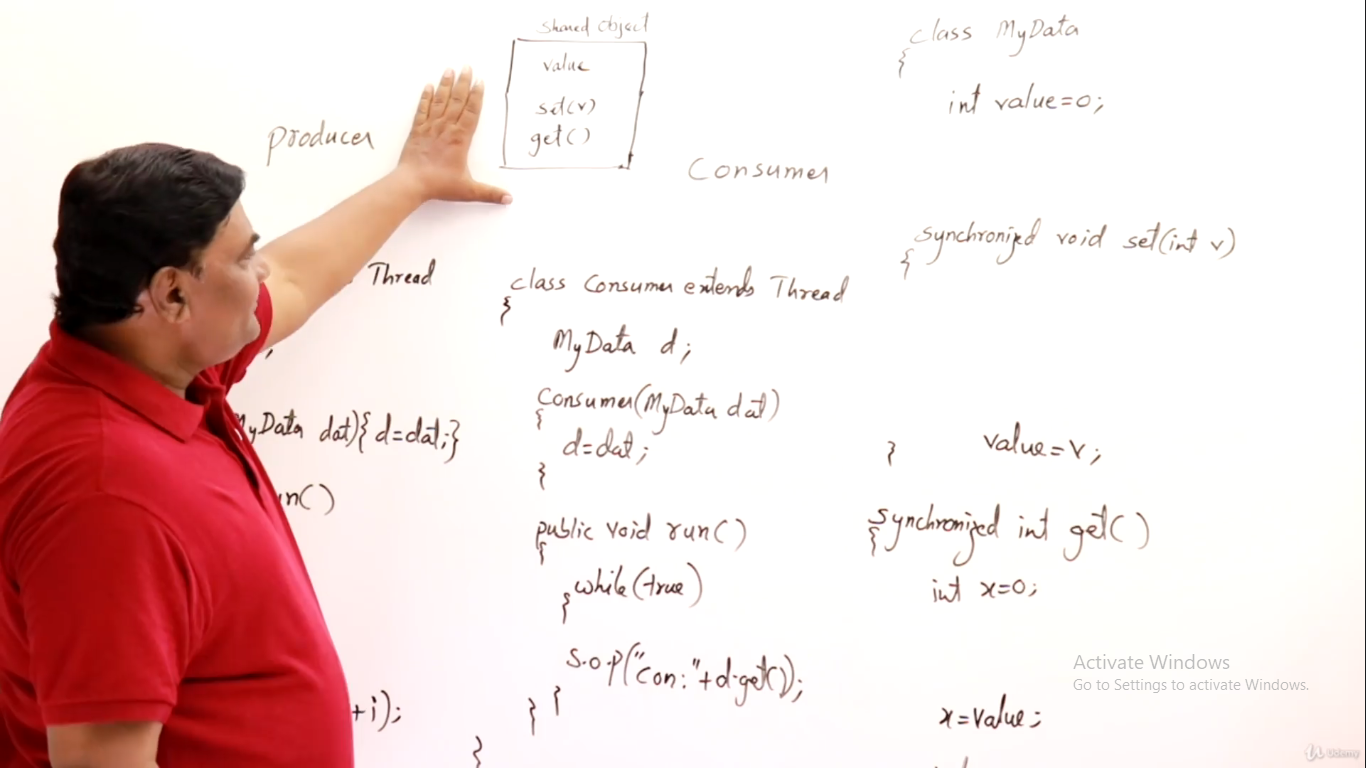 Shared Object
value
set(v)
get()
Producer
Consumer
Thread
MyData dat){ d=dat;}
run()
+i);
class Consumer extends Thread
{
MyData d;
Consumer(MyData dat)
{
d=dat;
}
public void run()
{
while(true)
{
S.o.p("Con:"+d.get());
}
}
}
class MyData
{
int value=0;
synchronized void set(int v)
{
value=v;
}
synchronized int get()
{
int x=0;
x=value;
Activate Windows
Go to Settings to activate Windows.
Udemy